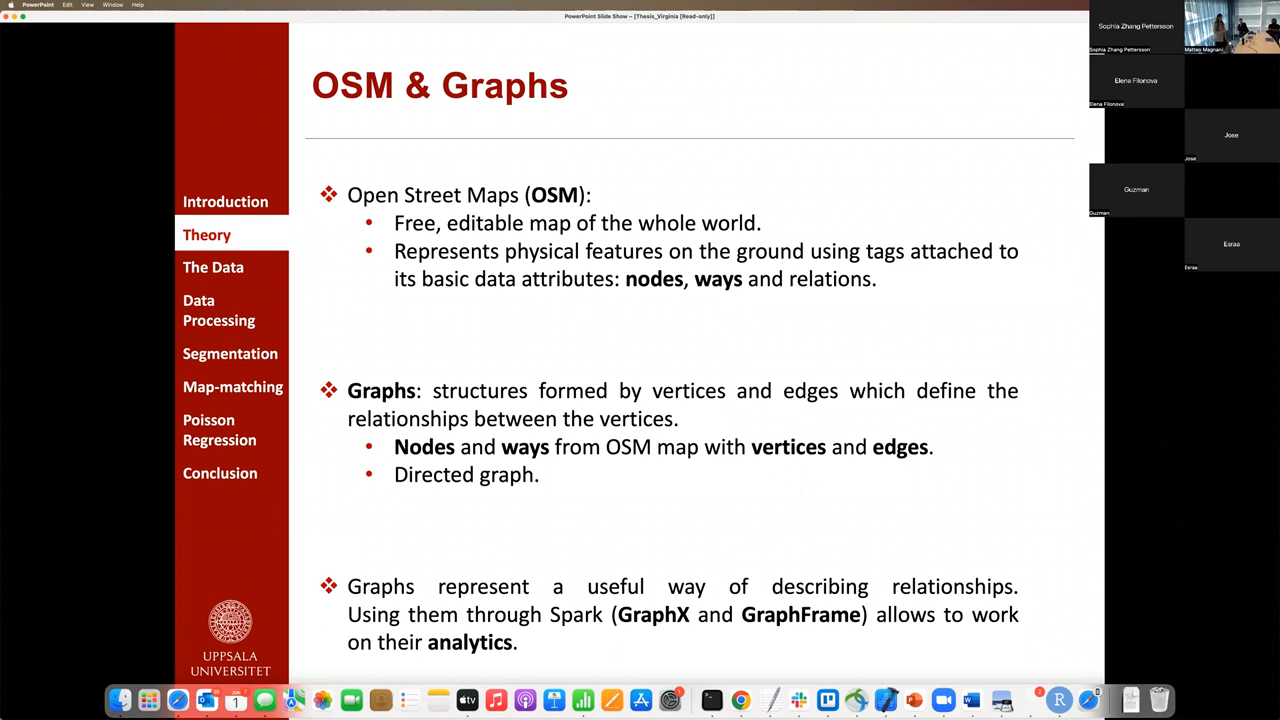 PowerPoint Edit View Window Help
PowerPoint Slide Show – [Thesis_Virginia [Read-only]]
OSM & Graphs
Introduction
Theory
The Data
Data
Processing
Segmentation
Map-matching
Poisson
Regression
Conclusion
UPPSALA
UNIVERSITET
❖ Open Street Maps (OSM):
• Free, editable map of the whole world.
• Represents physical features on the ground using tags attached to
its basic data attributes: nodes, ways and relations.
❖ Graphs: structures formed by vertices and edges which define the
relationships between the vertices.
• Nodes and ways from OSM map with vertices and edges.
• Directed graph.
❖ Graphs represent a useful way of describing relationships.
Using them through Spark (GraphX and GraphFrame) allows to work
on their analytics.
Sophia Zhang Pettersson
Sophia Zhang Pettersson
Matteo Magnani
Elena Filonova
Elena Filonova
Jose
Jose
Guzman
Guzman
Esraa
Esraa